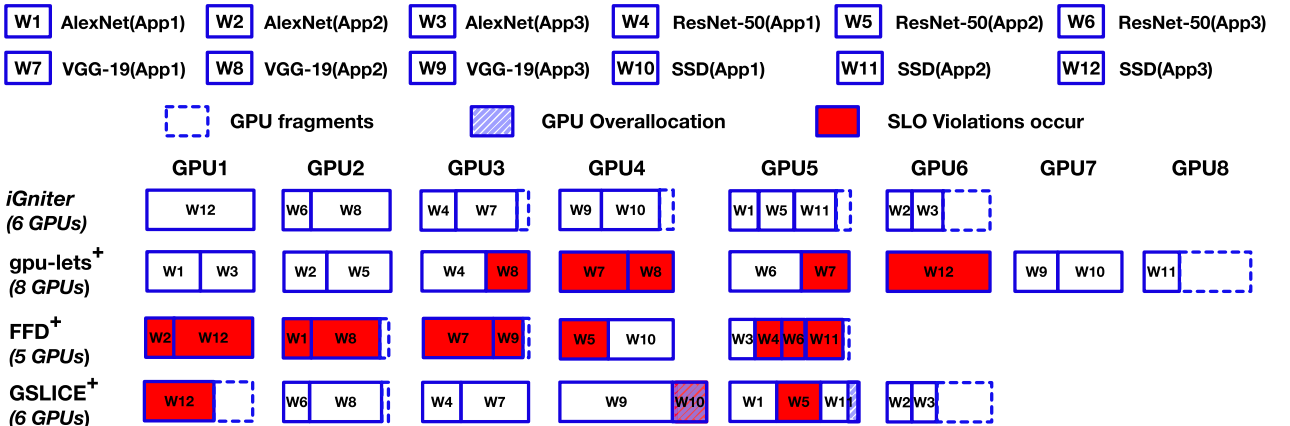 W1 AlexNet(App1) W2 AlexNet(App2) W3 AlexNet(App3) W4 ResNet-50(App1) W5 ResNet-50(App2) W6 ResNet-50(App3)
W7 VGG-19(App1) W8 VGG-19(App2) W9 VGG-19(App3) W10 SSD(App1) W11 SSD(App2) W12 SSD(App3)
GPU fragments GPU Overallocation SLO Violations occur
GPU1 GPU2 GPU3 GPU4 GPU5 GPU6 GPU7 GPU8
iGniter
W12 W6 W8 W4 W7 W9 W10 W1 W5 W11 W2 W3
(6 GPUs)
gpu-lets+
W1 W3 W2 W5 W4 W8 W7 W8 W6 W7 W12 W9 W10 W11
(8 GPUs)
FFD+
W2 W12 W1 W8 W7 W9 W5 W10 W3 W4 W6 W11
(5 GPUs)
GSLICE+
W12 W6 W8 W4 W7 W9 W10 W1 W5 W11 W2 W3
(6 GPUs)